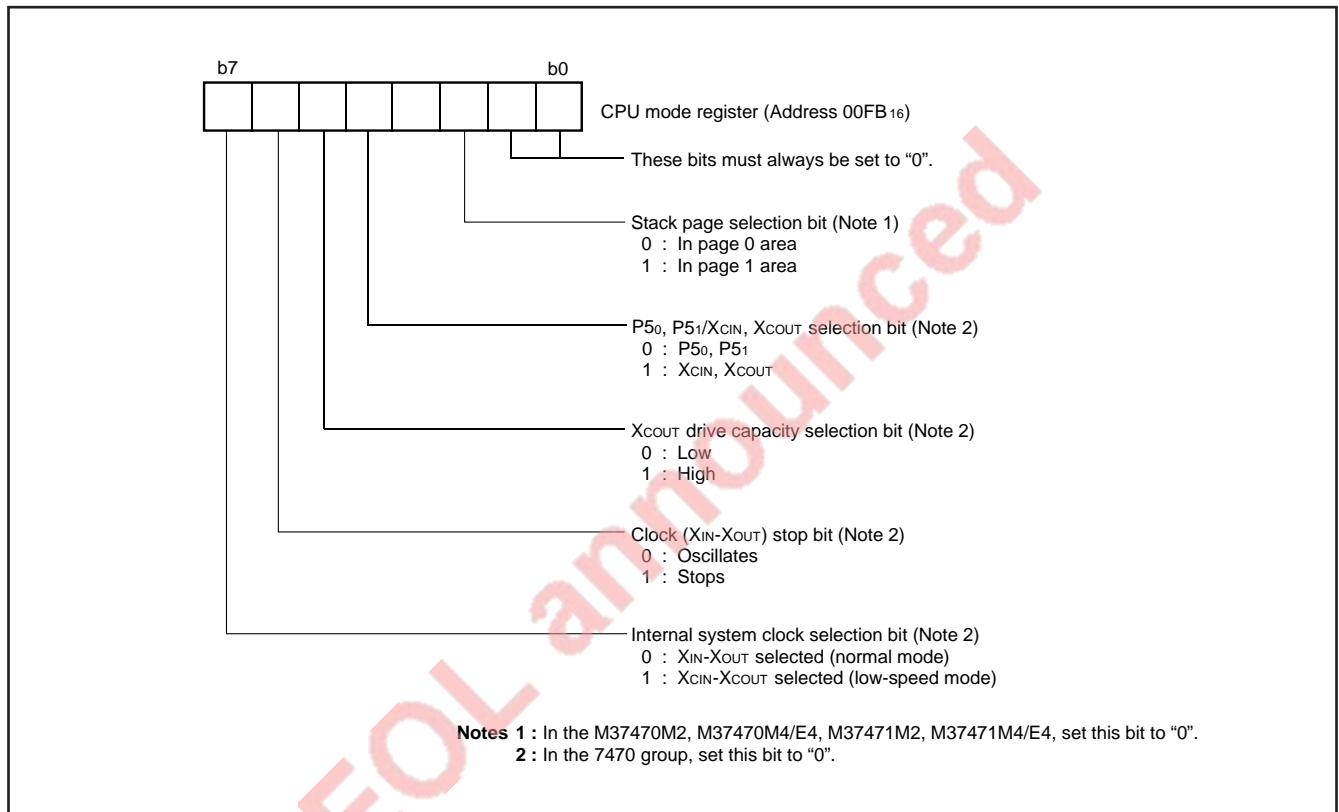 b7 b0
CPU mode register (Address 00FB16)
These bits must always be set to “0”.
Stack page selection bit (Note 1)
0 : In page 0 area
1 : In page 1 area
P50, P51/XCIN, XCOUT selection bit (Note 2)
0 : P50, P51
1 : XCIN, XCOUT
XCOUT drive capacity selection bit (Note 2)
0 : Low
1 : High
Clock (XIN-XOUT) stop bit (Note 2)
0 : Oscillates
1 : Stops
Internal system clock selection bit (Note 2)
0 : XIN-XOUT selected (normal mode)
1 : XCIN-XCOUT selected (low-speed mode)
Notes 1 : In the M37470M2, M37470M4/E4, M37471M2, M37471M4/E4, set this bit to “0”.
2 : In the 7470 group, set this bit to “0”.
EOL announced